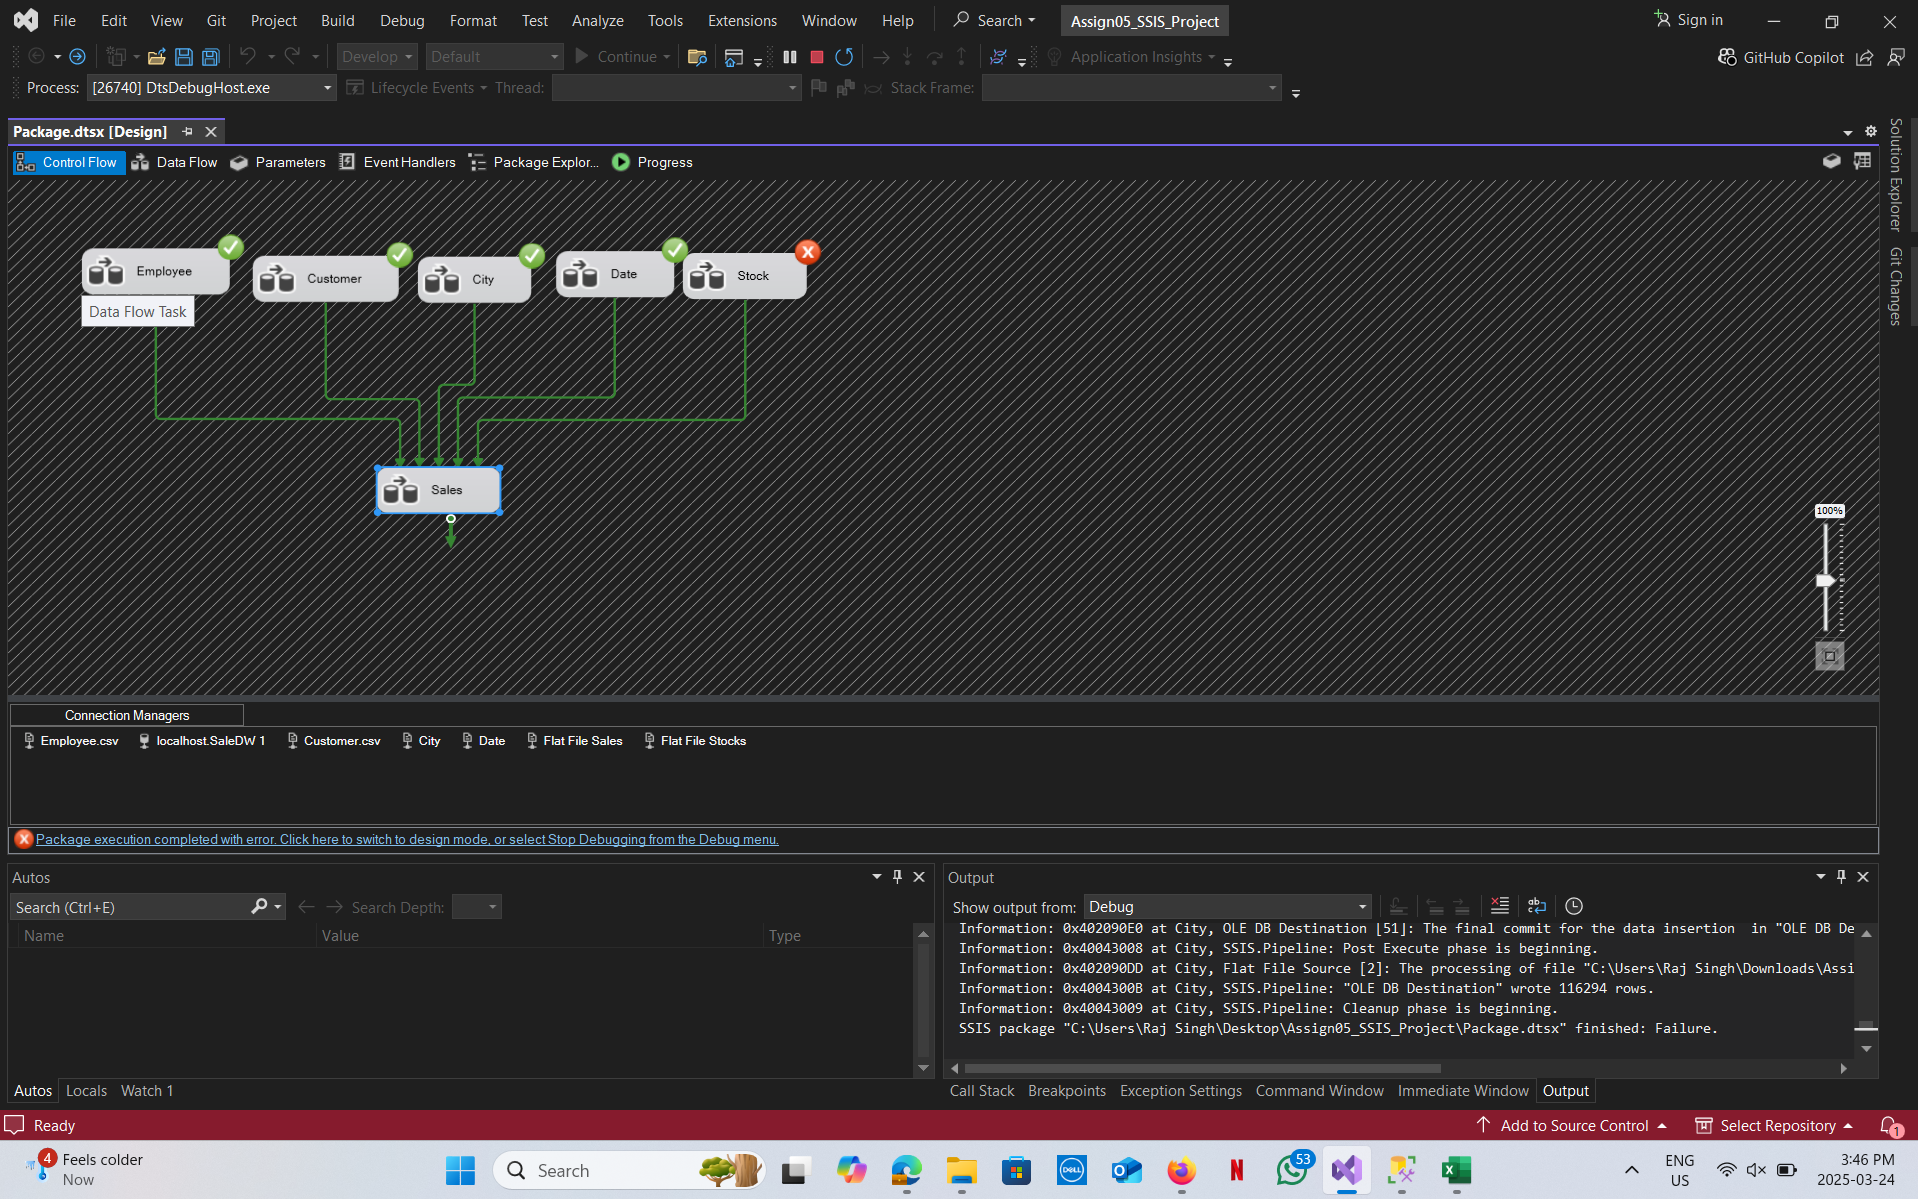 File Edit View Git Project Build Debug Format Test Analyze Tools Extensions Window Help Search Assign05_SSIS_Project Sign in
Develop Default Continue Application Insights GitHub Copilot
Process: [26740] DtsDebugHost.exe Lifecycle Events Thread: Stack Frame:
Package.dtsx [Design]
Control Flow Data Flow Parameters Event Handlers Package Explor... Progress
Solution Explorer
Git Changes
Employee
Customer
City
Date
Stock
Data Flow Task
Sales
100%
Connection Managers
Employee.csv localhost.SaleDW 1 Customer.csv City Date Flat File Sales Flat File Stocks
Package execution completed with error. Click here to switch to design mode, or select Stop Debugging from the Debug menu.
Autos
Search (Ctrl+E) Search Depth:
Name Value Type
Autos Locals Watch 1
Output
Show output from: Debug
Information: 0x402090E0 at City, OLE DB Destination [51]: The final commit for the data insertion  in "OLE DB De
Information: 0x40043008 at City, SSIS.Pipeline: Post Execute phase is beginning.
Information: 0x402090DD at City, Flat File Source [2]: The processing of file "C:\Users\Raj Singh\Downloads\Assi
Information: 0x4004300B at City, SSIS.Pipeline: "OLE DB Destination" wrote 116294 rows.
Information: 0x40043009 at City, SSIS.Pipeline: Cleanup phase is beginning.
SSIS package "C:\Users\Raj Singh\Desktop\Assign05_SSIS_Project\Package.dtsx" finished: Failure.
Call Stack Breakpoints Exception Settings Command Window Immediate Window Output
Ready Add to Source Control Select Repository 1
4 Feels colder
Now
Search
DELL
N
53
ENG
US
3:46 PM
2025-03-24